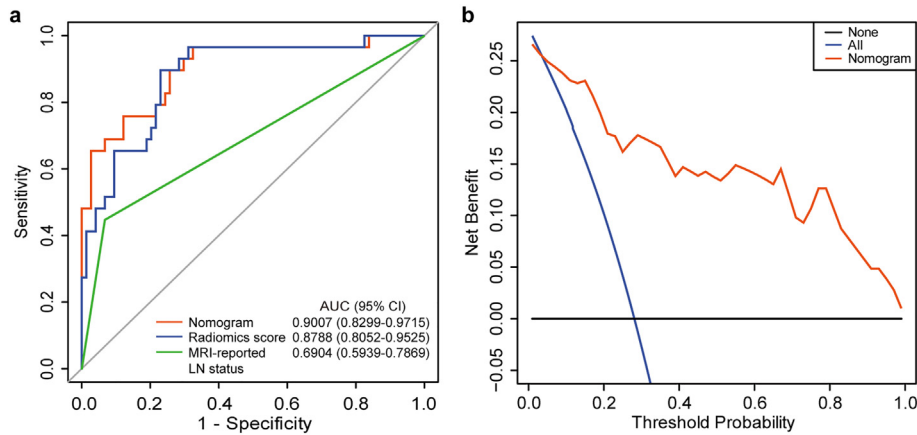 a
1.0
0.8
0.6
0.4
0.2
0.0
Sensitivity
AUC (95% CI)
Nomogram 0.9007 (0.8299-0.9715)
Radiomics score 0.8788 (0.8052-0.9525)
MRI-reported 0.6904 (0.5939-0.7869)
LN status
0.0 0.2 0.4 0.6 0.8 1.0
1 - Specificity
b
None
All
Nomogram
0.25
0.20
0.15
0.10
0.05
0.00
−0.05
Net Benefit
0.0 0.2 0.4 0.6 0.8 1.0
Threshold Probability